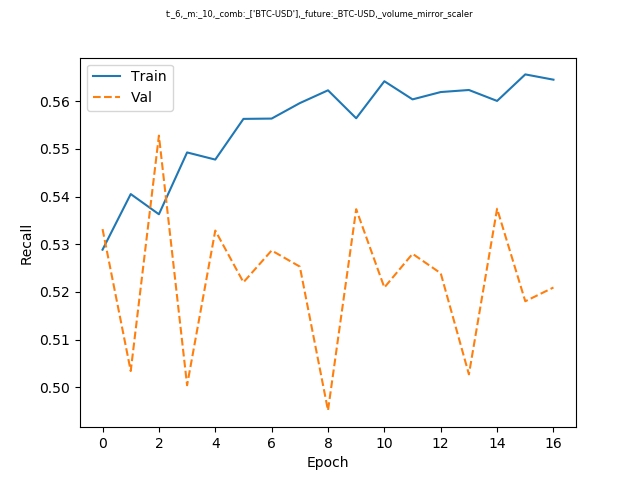 t:_6,_m:_10,_comb:_['BTC-USD'],_future:_BTC-USD,_volume_mirror_scaler
Train
Val
0.56
0.55
0.54
0.53
0.52
0.51
0.50
Recall
0 2 4 6 8 10 12 14 16
Epoch